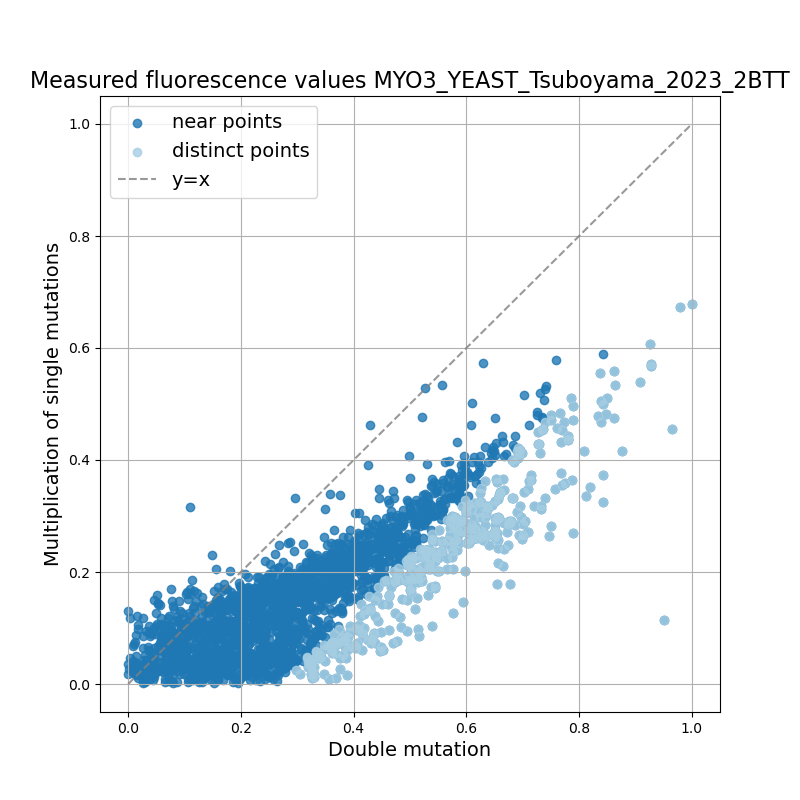 Measured fluorescence values MYO3_YEAST_Tsuboyama_2023_2BTT
near points
distinct points
y=x
Multiplication of single mutations
1.0
0.8
0.6
0.4
0.2
0.0
0.0 0.2 0.4 0.6 0.8 1.0
Double mutation